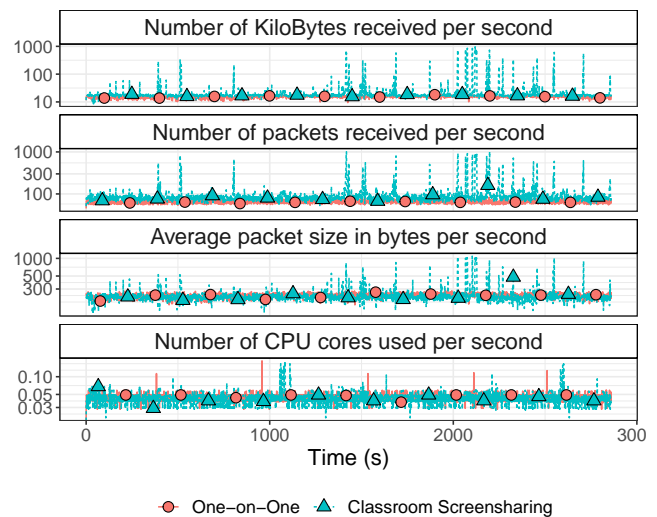 Number of KiloBytes received per second
1000
100
10
Number of packets received per second
1000
300
100
Average packet size in bytes per second
1000
500
300
Number of CPU cores used per second
0.10
0.05
0.03
0 1000 2000 300
Time (s)
One−on−One Classroom Screensharing